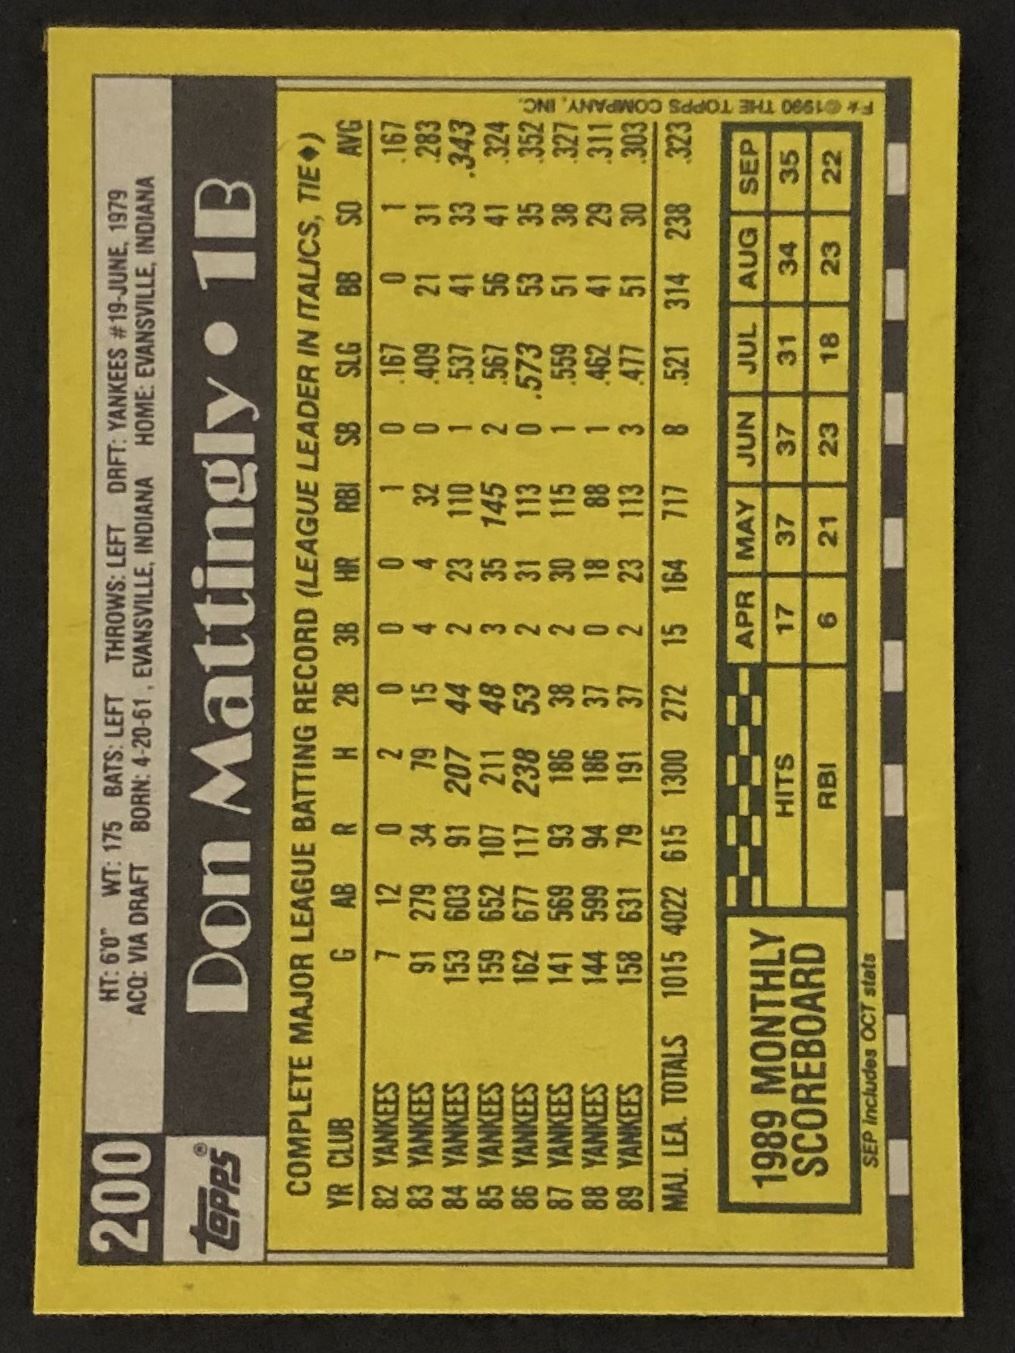 200 HT: 6'0" WT: 175 BATS: LEFT THROWS: LEFT DRFT: YANKEES #19-JUNE, 1979
ACQ: VIA DRAFT BORN: 4-20-61, EVANSVILLE, INDIANA HOME: EVANSVILLE, INDIANA
topps® Don Mattingly • 1B
COMPLETE MAJOR LEAGUE BATTING RECORD (LEAGUE LEADER IN ITALICS, TIE♦)
YR CLUB G AB R H 2B 3B HR RBI SB SLG BB SO AVG
82 YANKEES 7 12 0 2 0 0 0 1 0 .167 0 1 .167
83 YANKEES 91 279 34 79 15 4 4 32 0 .409 21 31 .283
84 YANKEES 153 603 91 207 44 2 23 110 1 .537 41 33 .343
85 YANKEES 159 652 107 211 48 3 35 145 2 .567 56 41 .324
86 YANKEES 162 677 117 238 53 2 31 113 0 .573 53 35 .352
87 YANKEES 141 569 93 186 38 2 30 115 1 .559 51 38 .327
88 YANKEES 144 599 94 186 37 0 18 88 1 .462 41 29 .311
89 YANKEES 158 631 79 191 37 2 23 113 3 .477 51 30 .303
MAJ. LEA. TOTALS 1015 4022 615 1300 272 15 164 717 8 .521 314 238 .323
1989 MONTHLY
SCOREBOARD
APR MAY JUN JUL AUG SEP
HITS 17 37 37 31 34 35
RBI 6 21 23 18 23 22
SEP includes OCT stats
F★ ©1990 THE TOPPS COMPANY, INC.